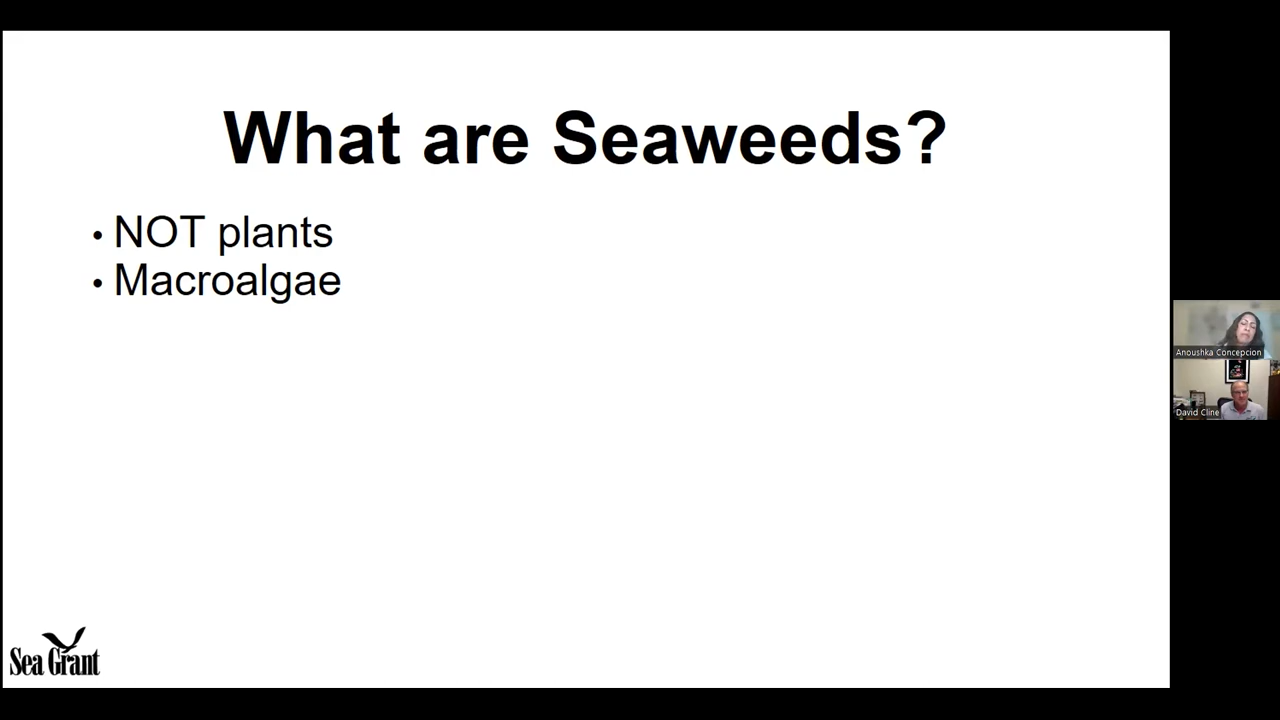 What are Seaweeds?
• NOT plants
• Macroalgae
Anoushka Concepcion
David Cline
Sea Grant